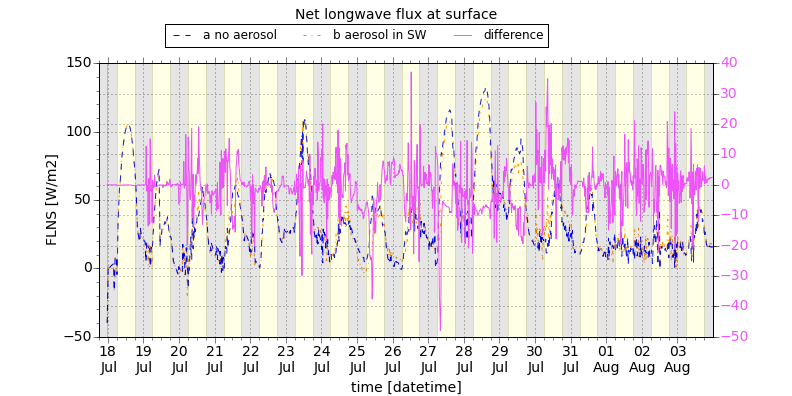 Net longwave flux at surface
a no aerosol b aerosol in SW difference
150 40
30
100 20
10
50 0
−10
0 −20
−30
−40
−50 −50
FLNS [W/m2]
18 19 20 21 22 23 24 25 26 27 28 29 30 31 01 02 03
Jul Jul Jul Jul Jul Jul Jul Jul Jul Jul Jul Jul Jul Jul Aug Aug Aug
time [datetime]